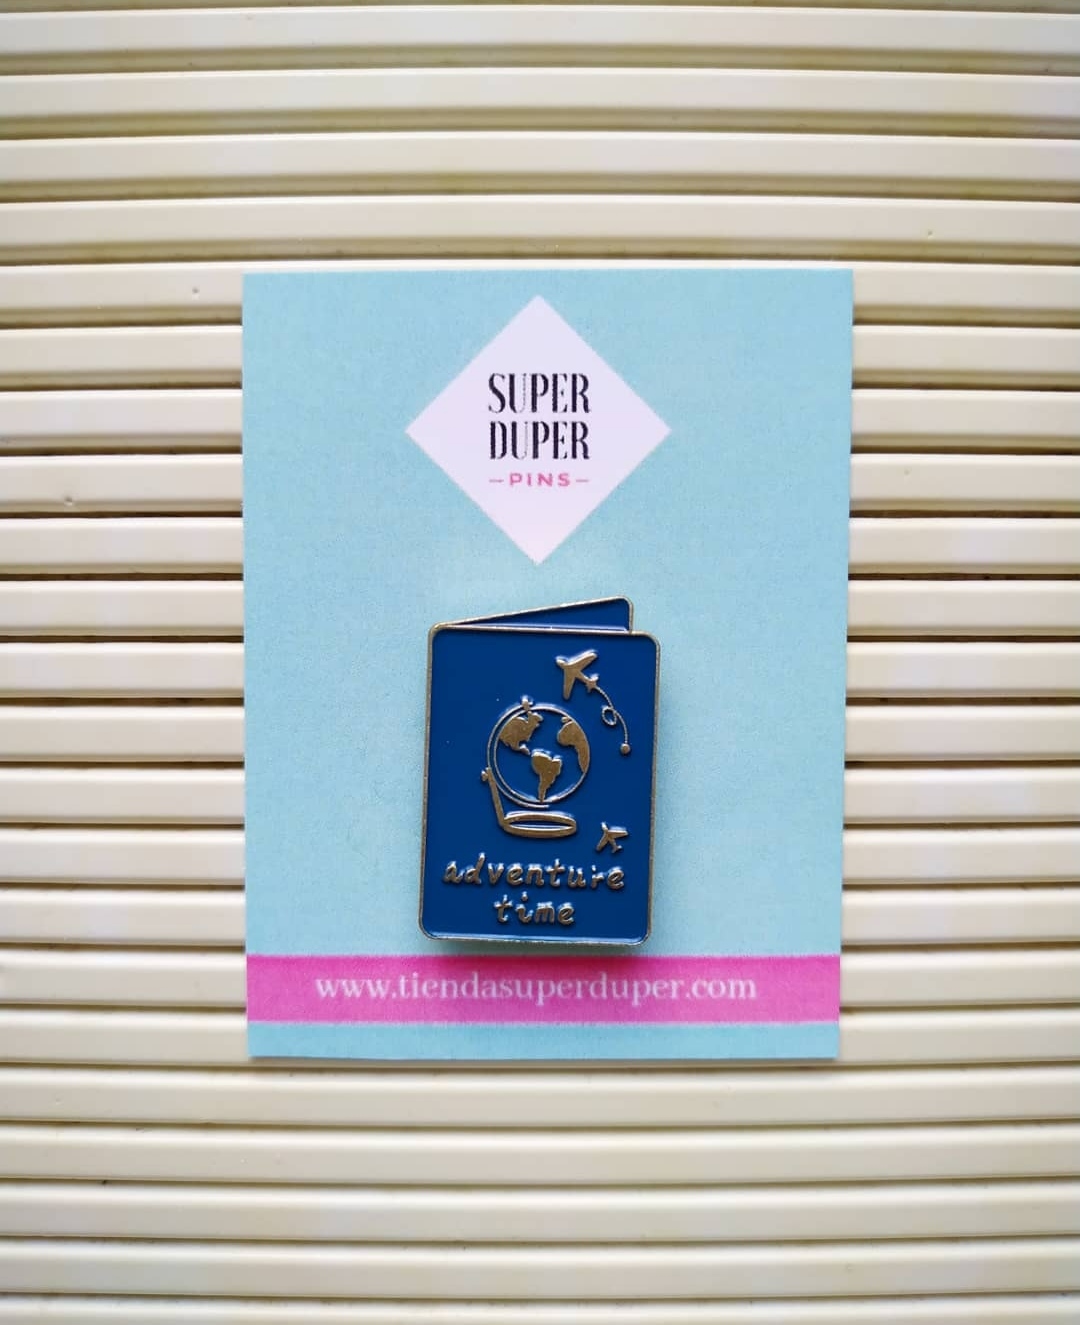 SUPER
DUPER
–PINS–
adventure
time
www.tiendasuperduper.com